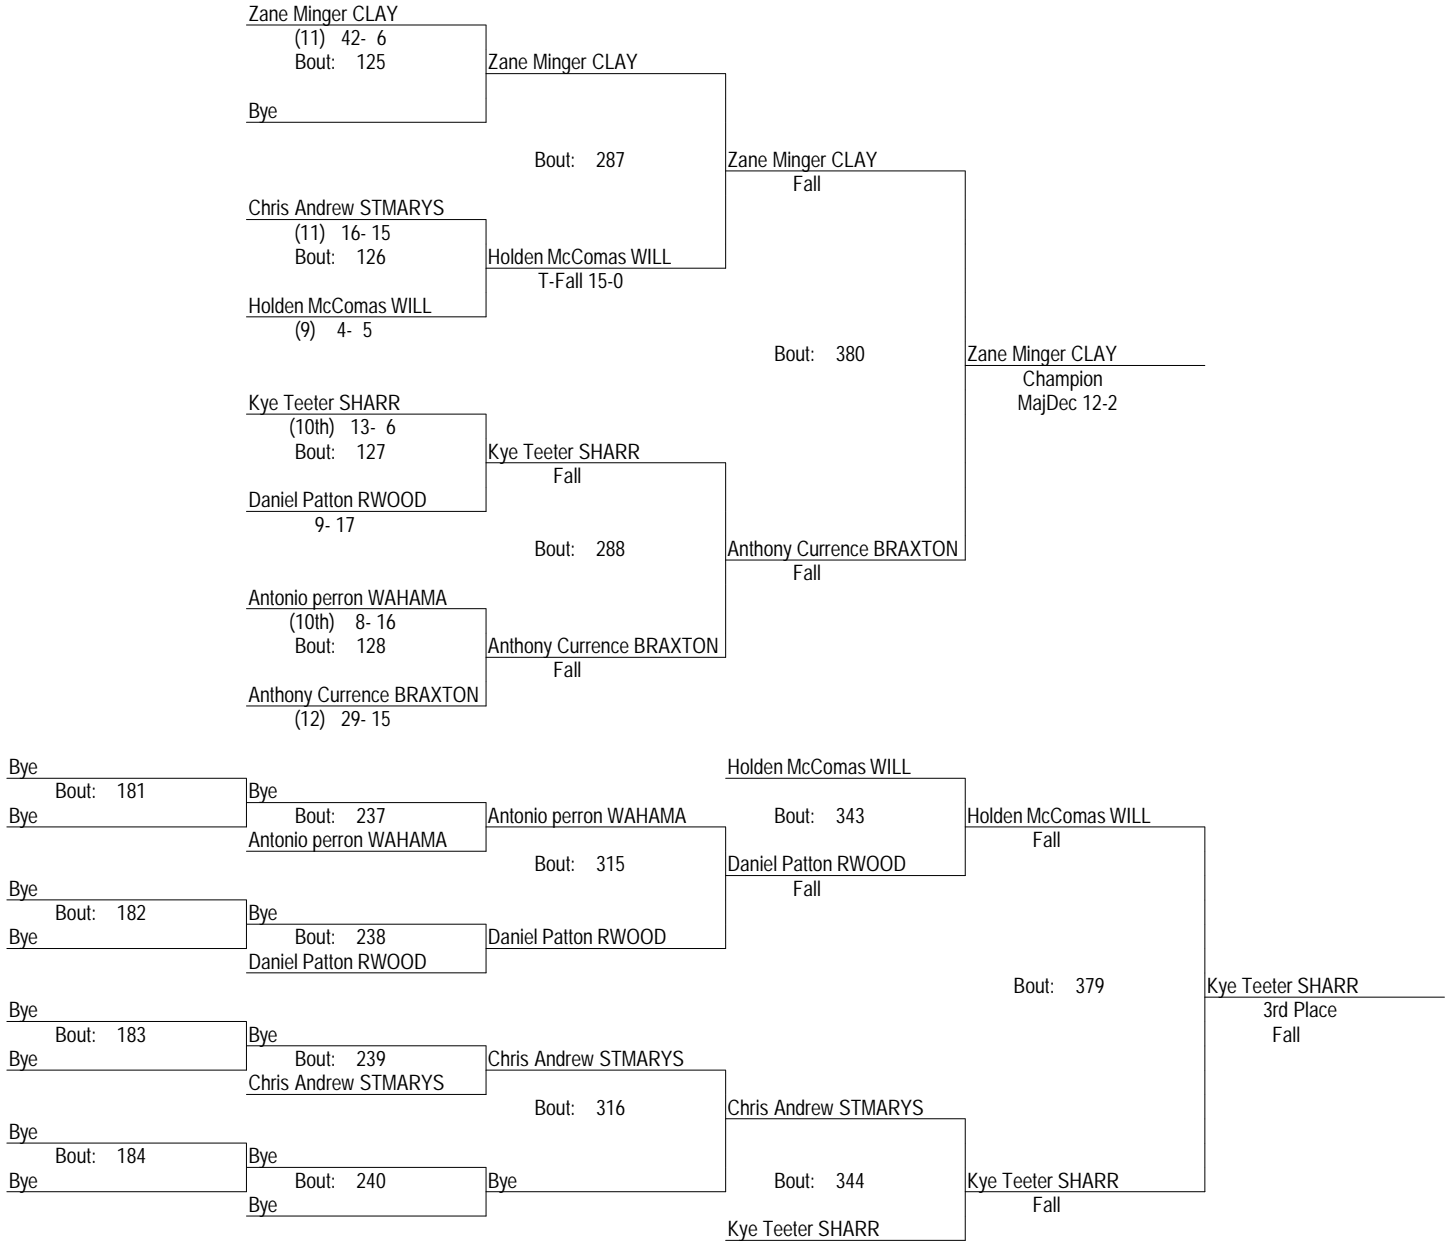 Zane Minger CLAY
(11) 42- 6
Bout: 125
Zane Minger CLAY
Bye
Bout: 287
Zane Minger CLAY
Fall
Chris Andrew STMARYS
(11) 16- 15
Bout: 126
Holden McComas WILL
T-Fall 15-0
Holden McComas WILL
(9) 4- 5
Bout: 380
Zane Minger CLAY
Champion
MajDec 12-2
Kye Teeter SHARR
(10th) 13- 6
Bout: 127
Kye Teeter SHARR
Fall
Daniel Patton RWOOD
9- 17
Bout: 288
Anthony Currence BRAXTON
Fall
Antonio perron WAHAMA
(10th) 8- 16
Bout: 128
Anthony Currence BRAXTON
Fall
Anthony Currence BRAXTON
(12) 29- 15
Bye
Bout: 181
Bye
Bye
Bout: 237
Antonio perron WAHAMA
Antonio perron WAHAMA
Bout: 315
Holden McComas WILL
Bout: 343
Holden McComas WILL
Fall
Daniel Patton RWOOD
Fall
Bye
Bout: 182
Bye
Bye
Bout: 238
Daniel Patton RWOOD
Daniel Patton RWOOD
Bout: 379
Kye Teeter SHARR
3rd Place
Fall
Bye
Bout: 183
Bye
Bye
Bout: 239
Chris Andrew STMARYS
Chris Andrew STMARYS
Bout: 316
Chris Andrew STMARYS
Bye
Bout: 184
Bye
Bye
Bout: 240
Bye
Bye
Bout: 344
Kye Teeter SHARR
Fall
Kye Teeter SHARR